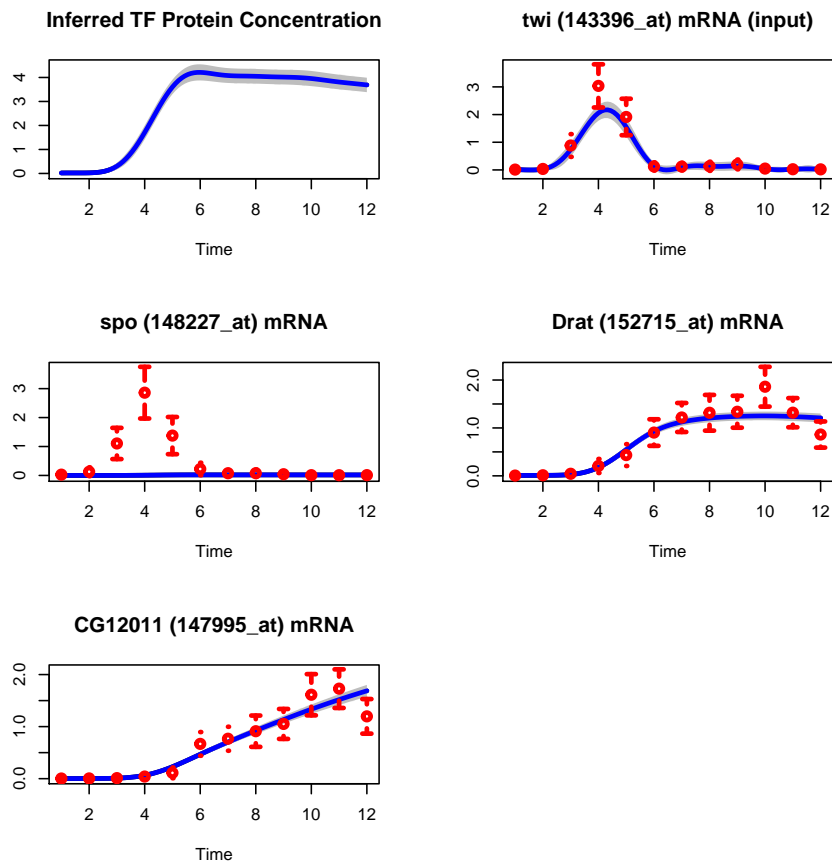 Inferred TF Protein Concentration
4
3
2
1
0
2 4 6 8 10 12
Time
twi (143396_at) mRNA (input)
3
2
1
0
2 4 6 8 10 12
Time
spo (148227_at) mRNA
3
2
1
0
2 4 6 8 10 12
Time
Drat (152715_at) mRNA
2.0
1.0
0.0
2 4 6 8 10 12
Time
CG12011 (147995_at) mRNA
2.0
1.0
0.0
2 4 6 8 10 12
Time